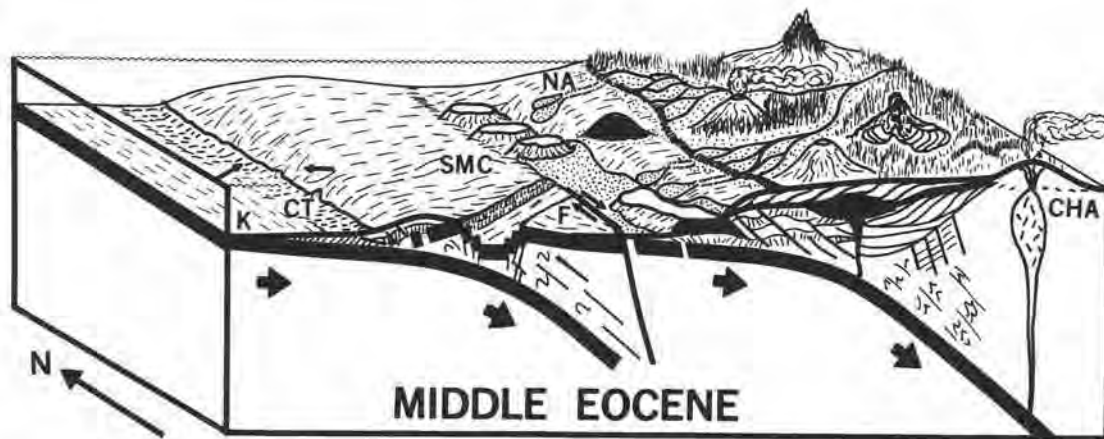 NA
SMC
CT
K
F
CHA
N
MIDDLE EOCENE